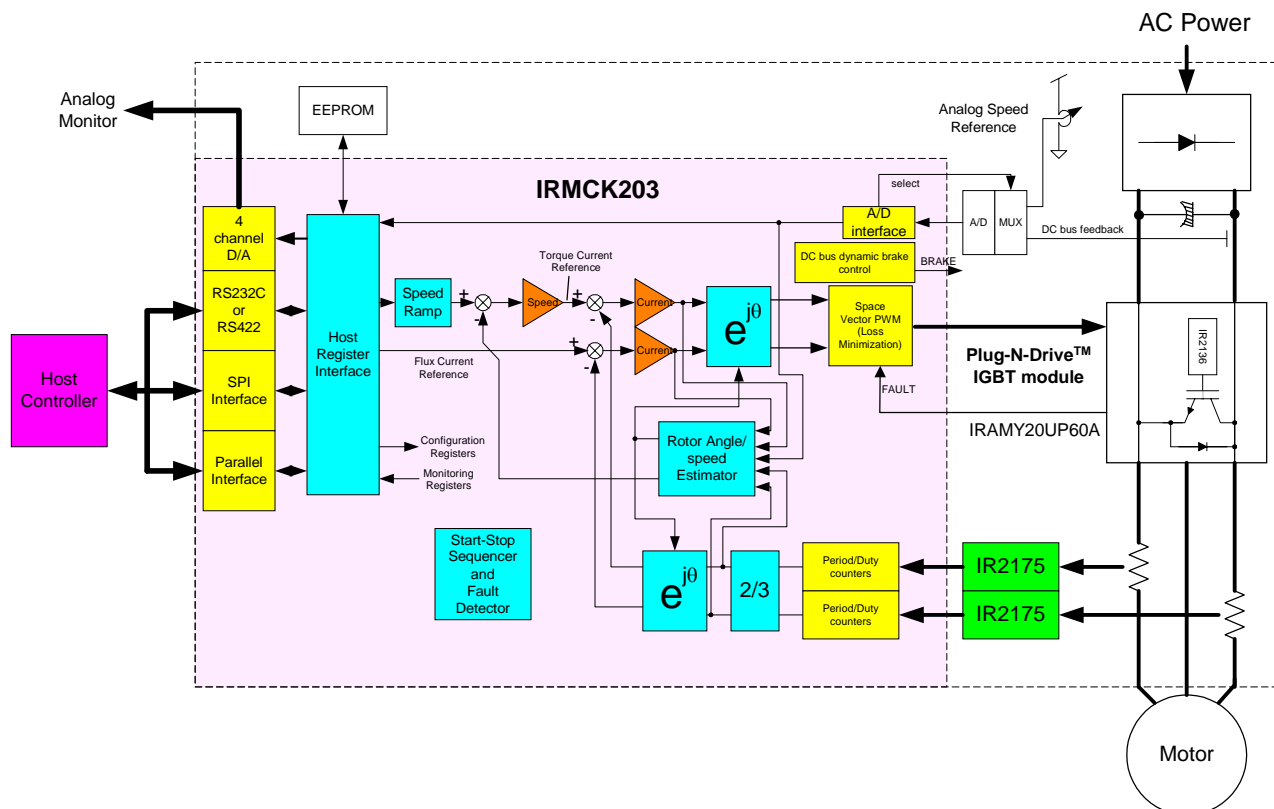 AC Power
Analog
Monitor
EEPROM
Analog Speed
Reference
IRMCK203
select
4
channel
D/A
A/D
interface
A/D
MUX
DC bus feedback
DC bus dynamic brake
control
BRAKE
RS232C
or
RS422
Host
Register
Interface
Speed
Ramp
+
-
Speed
Torque Current
Reference
+
-
Current
Current
e^jθ
Space
Vector PWM
(Loss
Minimization)
Plug-N-Drive™
IGBT module
IR2136
Host
Controller
SPI
Interface
Flux Current
Reference
+
-
FAULT
IRAMY20UP60A
Parallel
Interface
Configuration
Registers
Monitoring
Registers
Rotor Angle/
speed
Estimator
Start-Stop
Sequencer
and
Fault
Detector
e^jθ
2/3
Period/Duty
counters
Period/Duty
counters
IR2175
IR2175
Motor